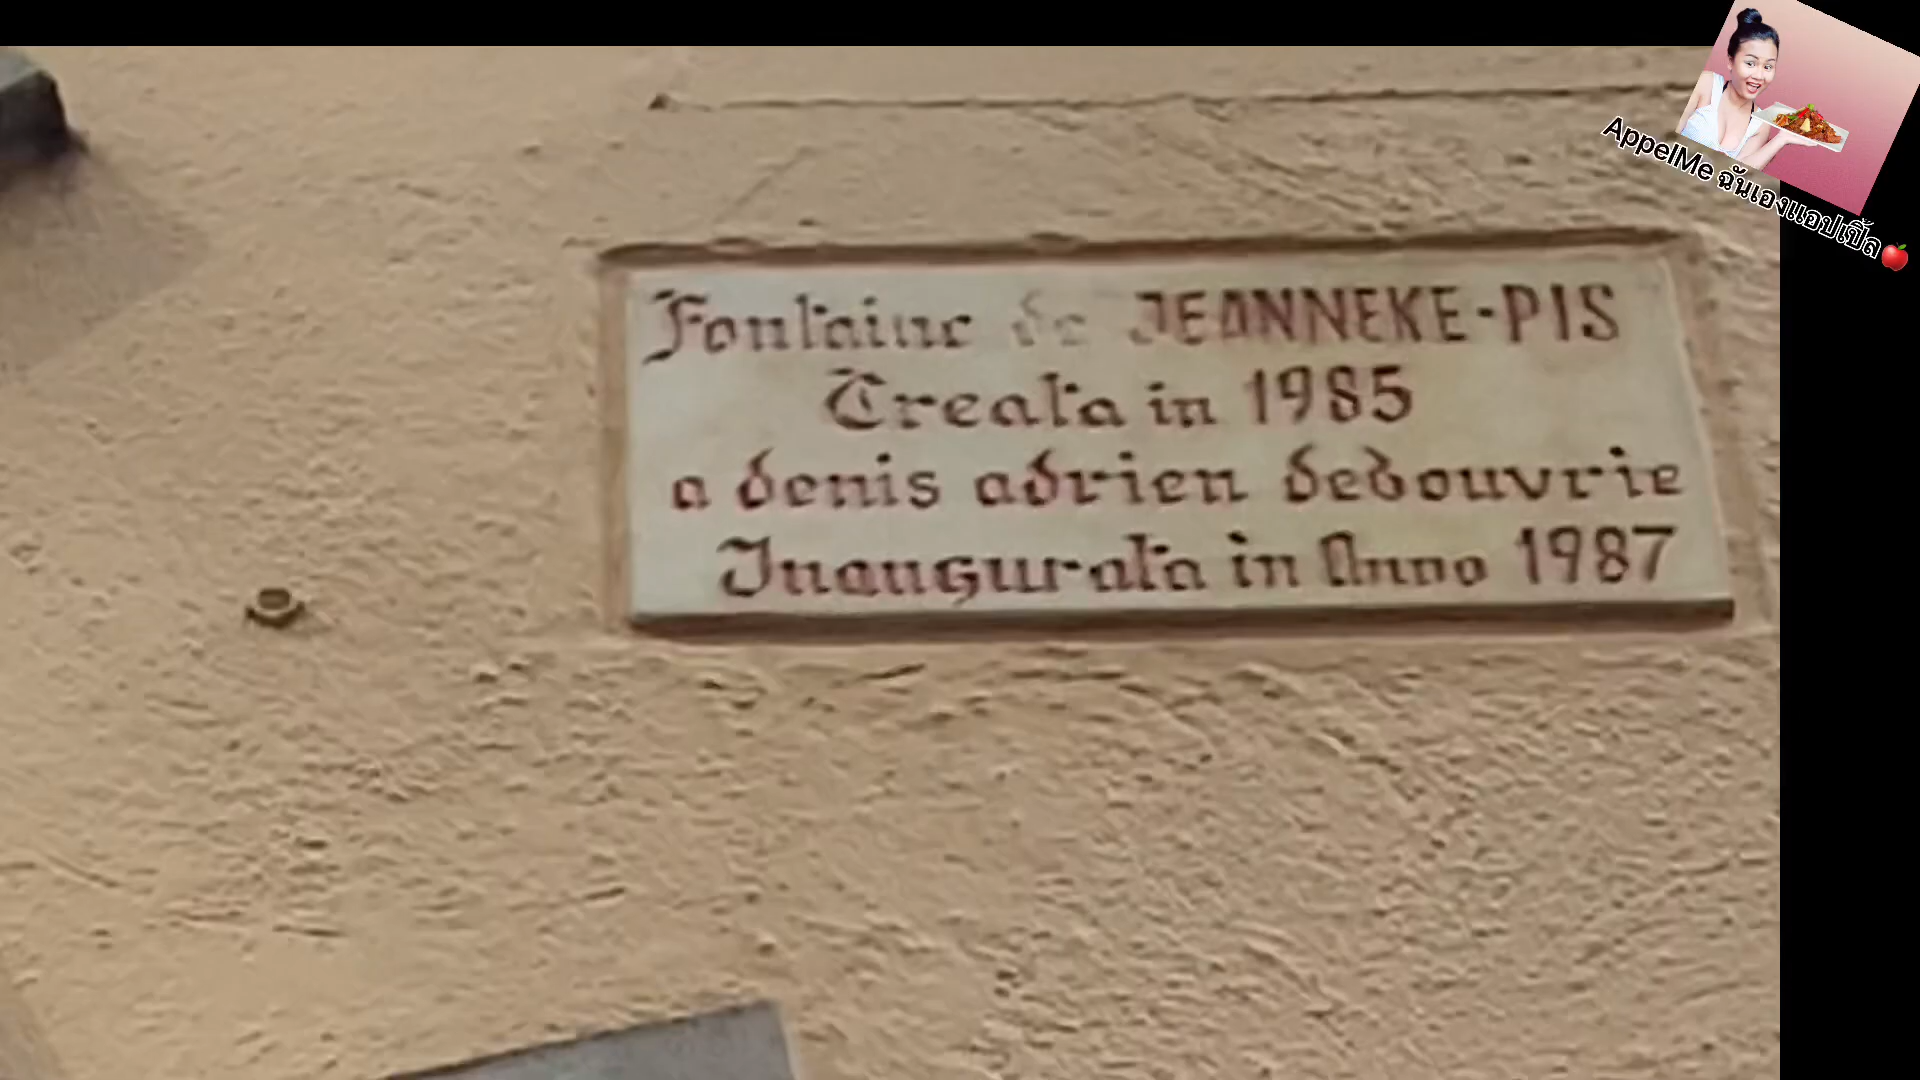 AppelMe ฉันเองแอปเปิ้ล🍎
Fontaine de JEANNEKE-PIS
Creata in 1985
a denis adrien debouvrie
Inaugurata in Anno 1987